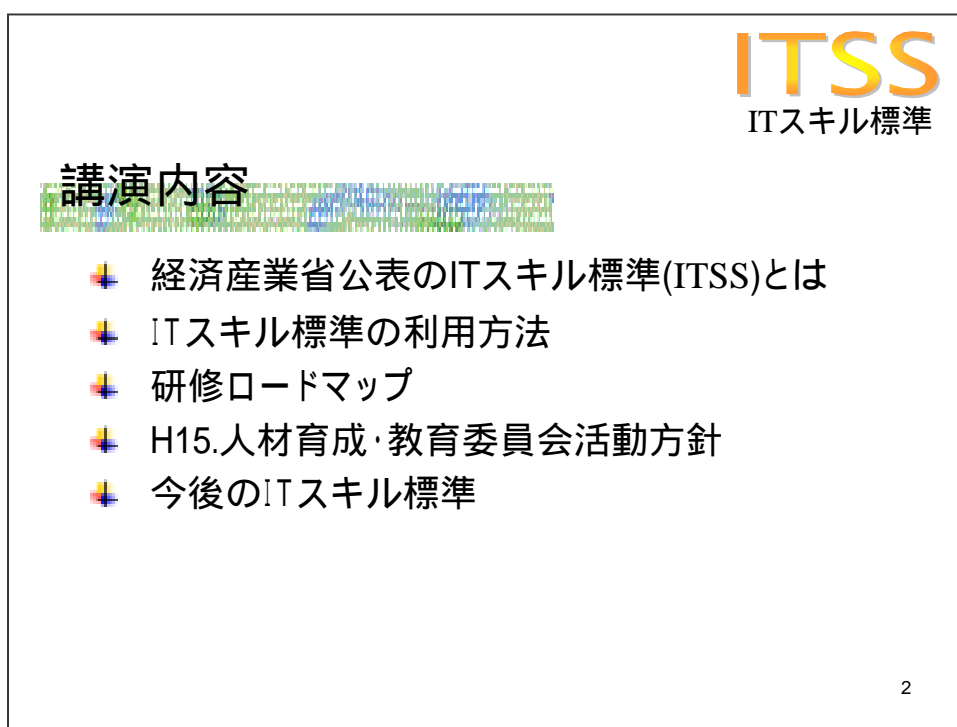 ITSS
ITスキル標準
講演内容
経済産業省公表のITスキル標準(ITSS)とは
ITスキル標準の利用方法
研修ロードマップ
H15.人材育成・教育委員会活動方針
今後のITスキル標準
2